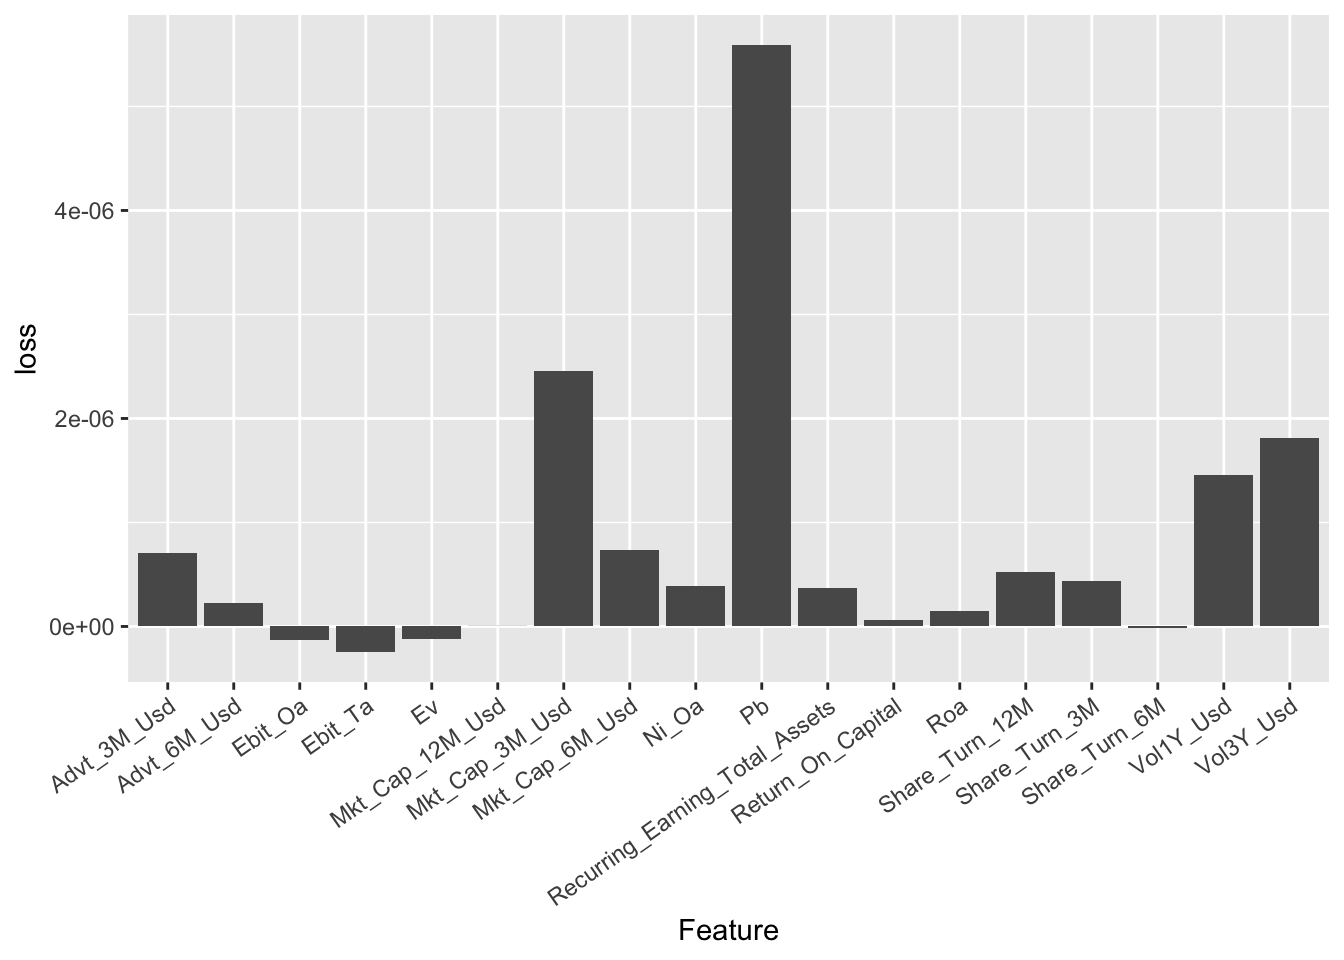 loss
4e-06
2e-06
0e+00
Advt_3M_Usd
Advt_6M_Usd
Ebit_Oa
Ebit_Ta
Ev
Mkt_Cap_12M_Usd
Mkt_Cap_3M_Usd
Mkt_Cap_6M_Usd
Ni_Oa
Pb
Recurring_Earning_Total_Assets
Return_On_Capital
Roa
Share_Turn_12M
Share_Turn_3M
Share_Turn_6M
Vol1Y_Usd
Vol3Y_Usd
Feature